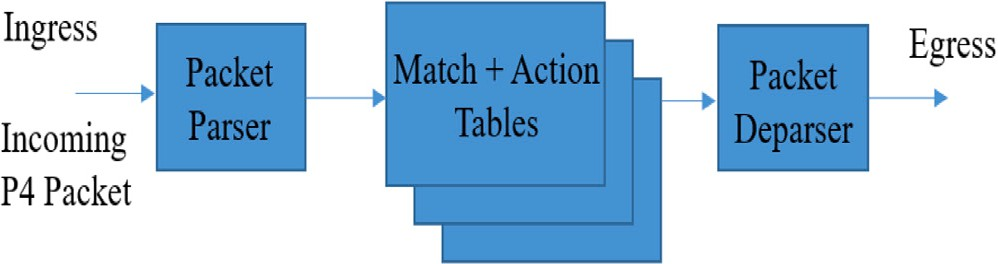 Ingress
Incoming
P4 Packet
Packet
Parser
Match + Action
Tables
Packet
Deparser
Egress